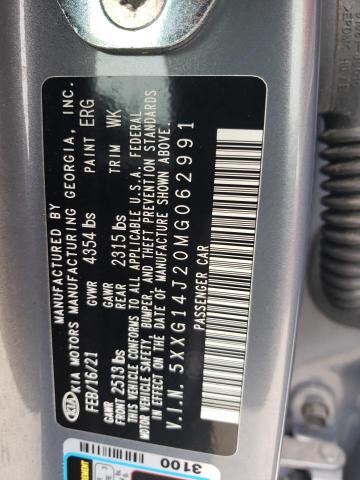 MANUFACTURED BY
KIA KIA MOTORS MANUFACTURING GEORGIA, INC.
FEB/16/21 GVWR 4354 lbs PAINT ERG
GAWR FRONT 2513 lbs GAWR REAR 2315 lbs TRIM WK
THIS VEHICLE CONFORMS TO ALL APPLICABLE U.S.A. FEDERAL
MOTOR VEHICLE SAFETY, BUMPER, AND THEFT PREVENTION STANDARDS
IN EFFECT ON THE DATE OF MANUFACTURE SHOWN ABOVE.
V.I.N. 5XXG14J20MG062991
PASSENGER CAR
3100